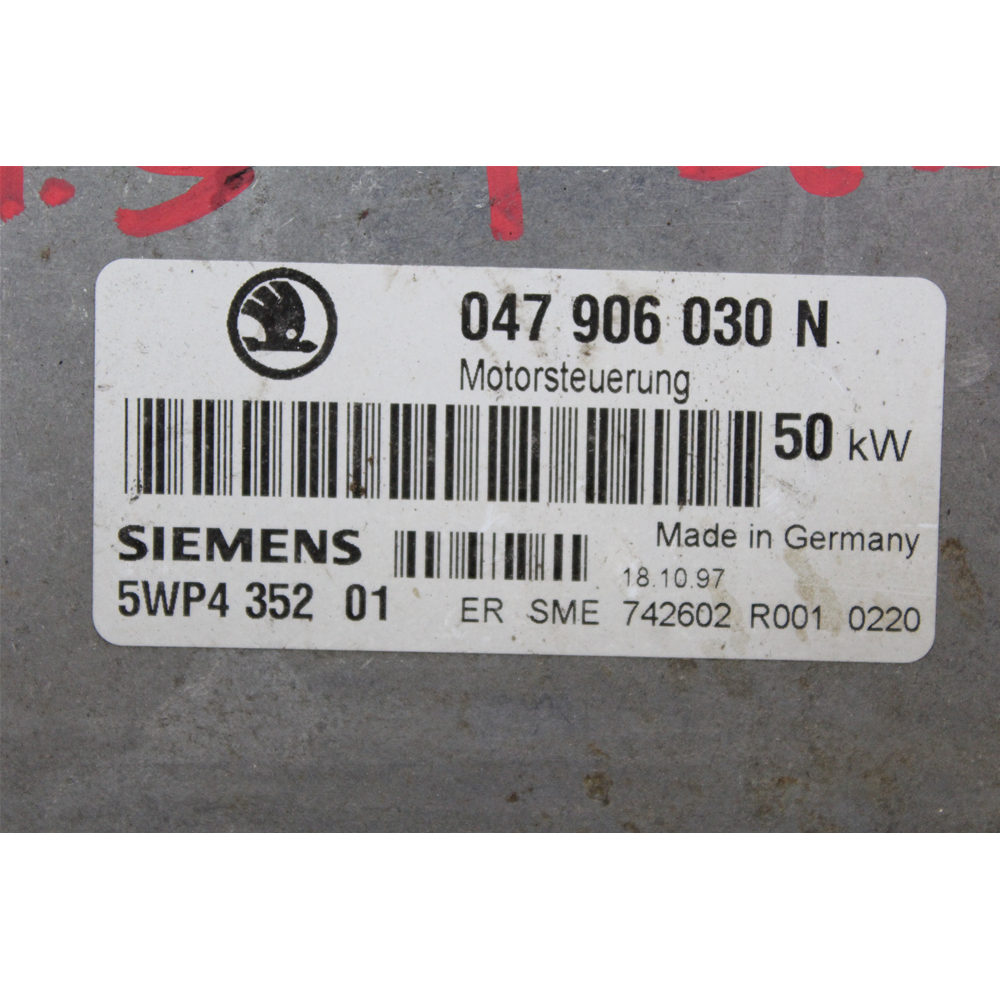 047 906 030 N
Motorsteuerung
50 kW
SIEMENS
Made in Germany
18.10.97
5WP4 352 01
ER SME 742602 R001 0220